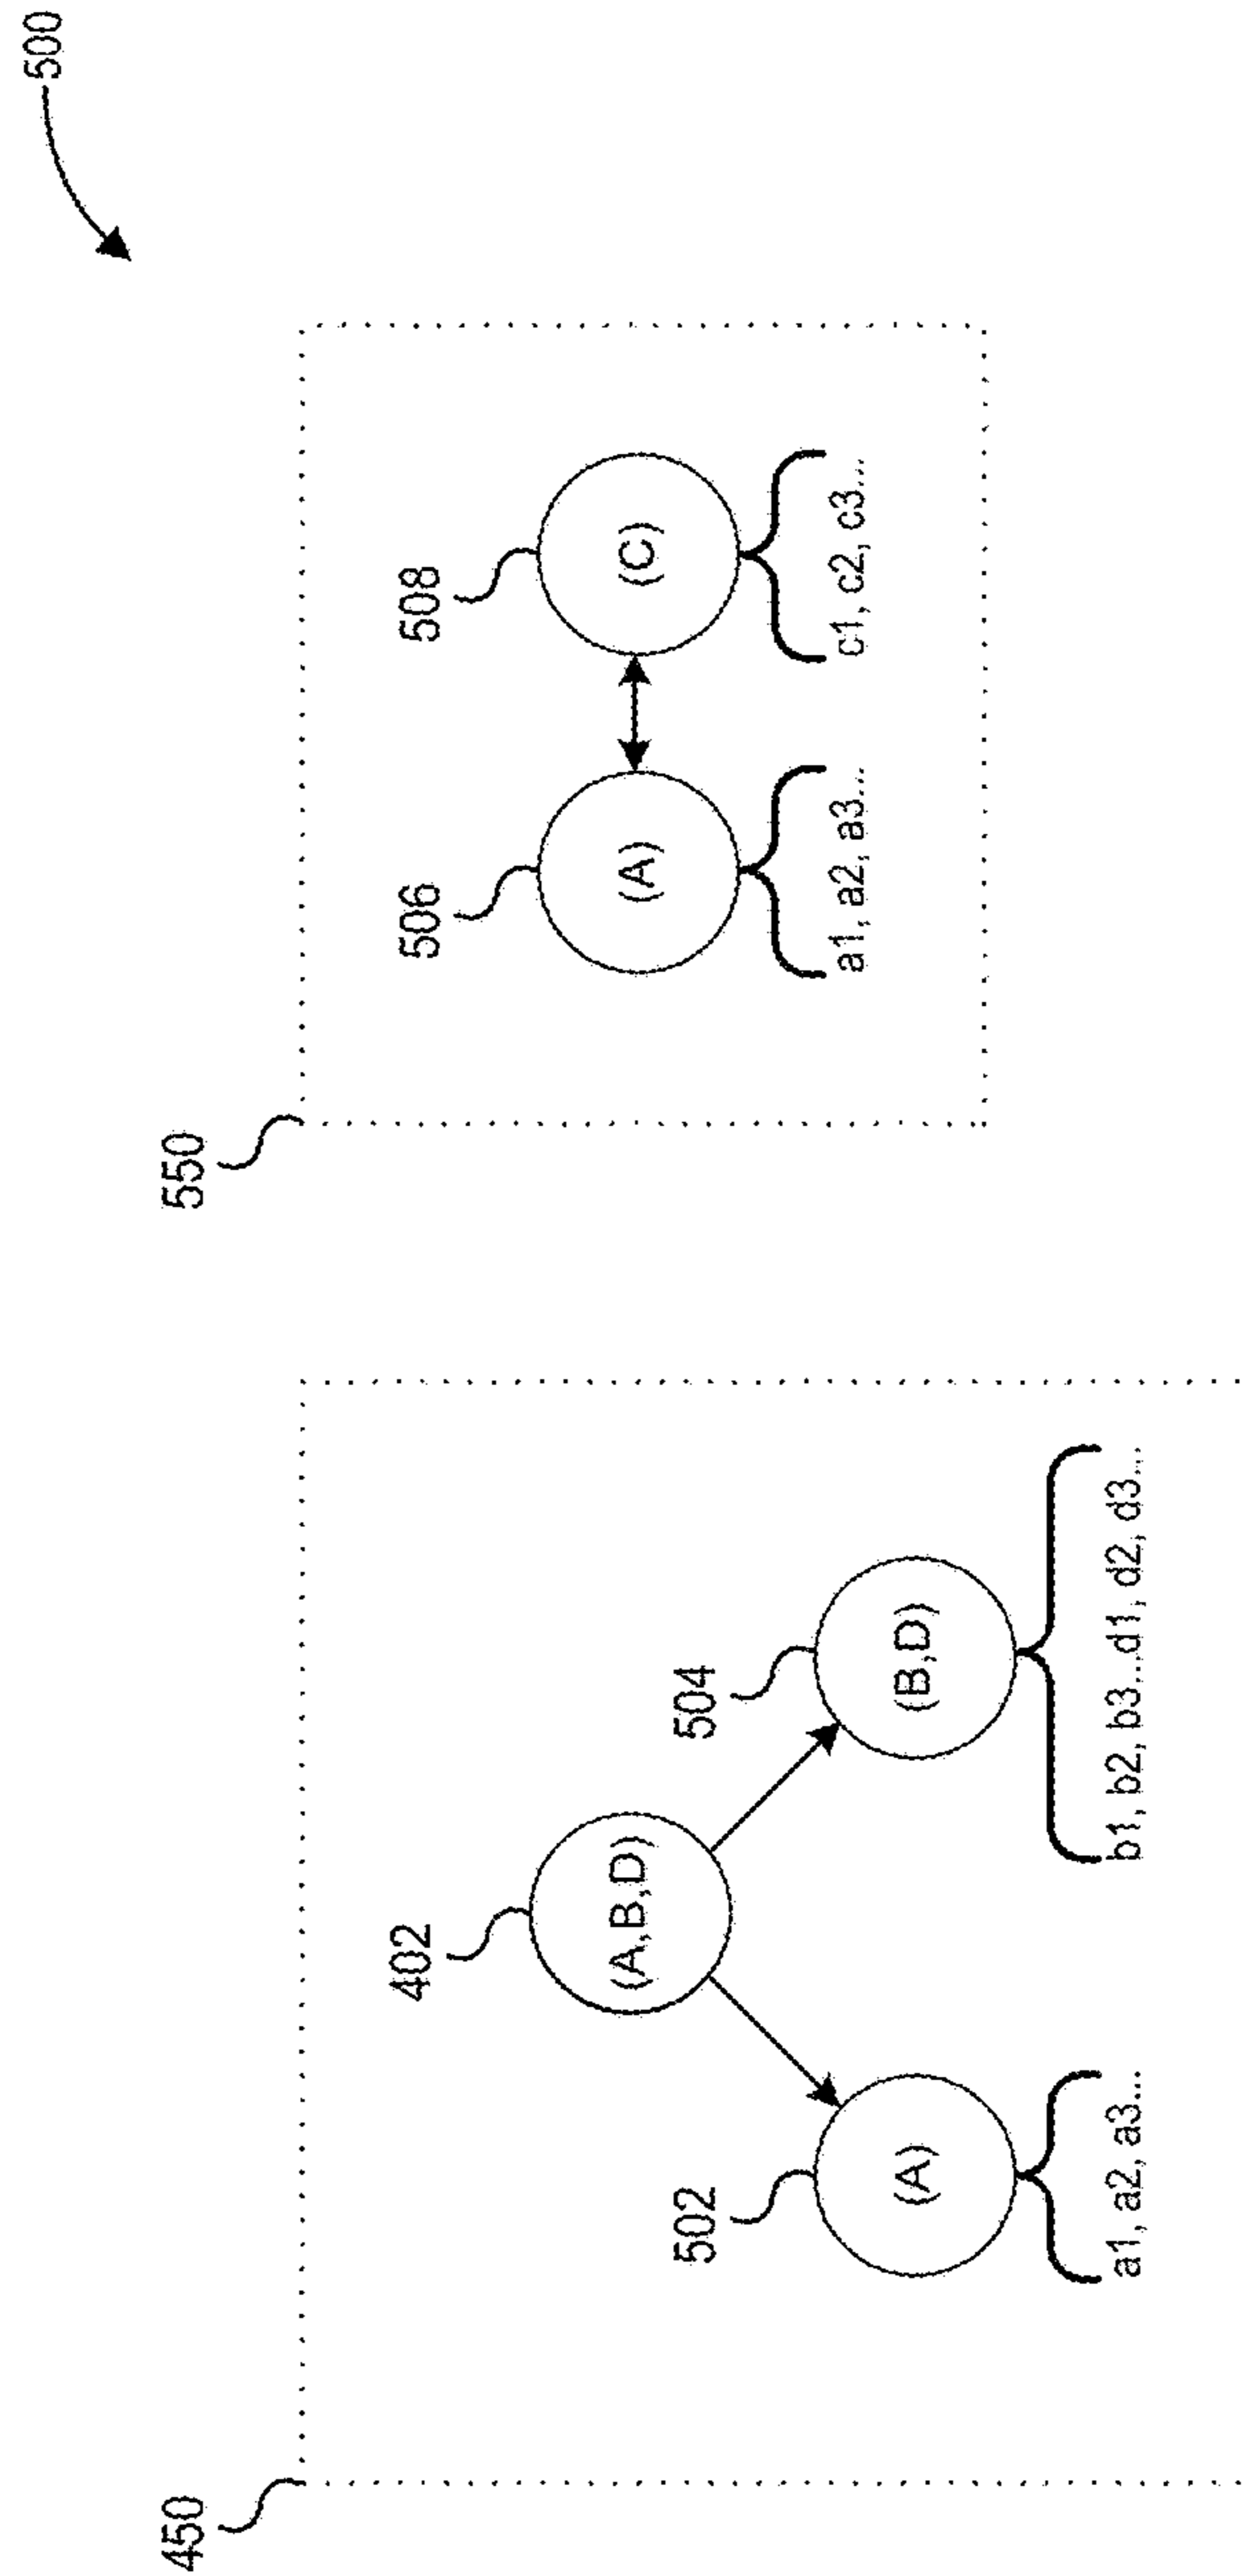 500
450
550
402
506
508
(A,B,D)
(A)
(C)
502
504
a1, a2, a3...
c1, c2, c3...
(A)
(B,D)
a1, a2, a3...
b1, b2, b3...d1, d2, d3...